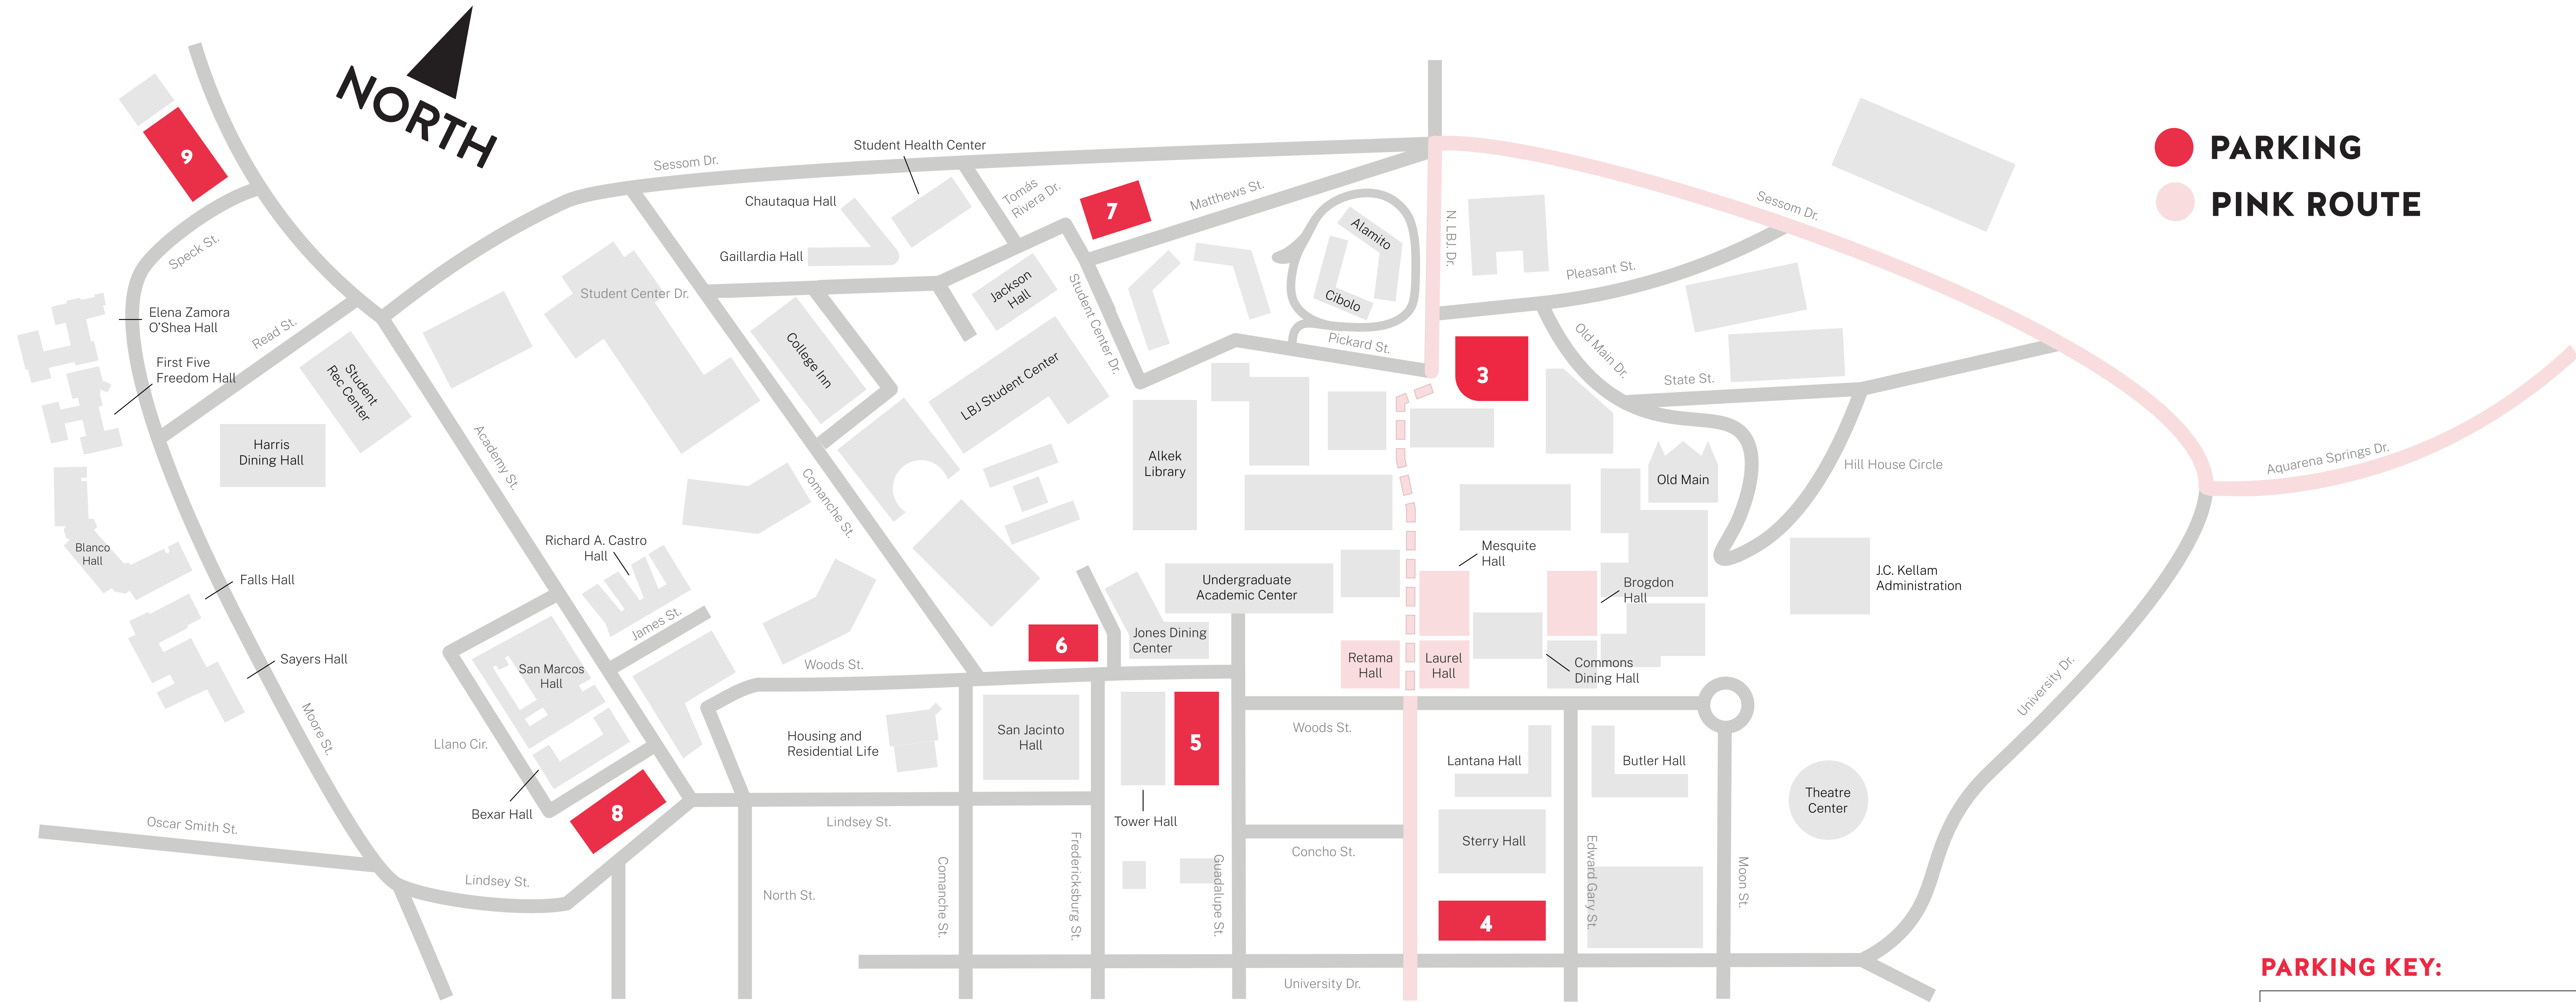 NORTH
PARKING
PINK ROUTE
9
Sessom Dr.
Student Health Center
Chautaqua Hall
Gaillardia Hall
Tomás
Rivera Dr.
7
Matthews St.
Alamito
Cibolo
N. LBJ. Dr.
Sessom Dr.
Pleasant St.
Speck St.
Elena Zamora
O'Shea Hall
Read St.
First Five
Freedom Hall
Student
Rec Center
Harris
Dining Hall
Student Center Dr.
College Inn
Jackson
Hall
LBJ Student Center
Student Center Dr.
Pickard St.
3
Old Main Dr.
State St.
Academy St.
Comanche St.
Alkek
Library
Old Main
Hill House Circle
Aquarena Springs Dr.
Blanco
Hall
Falls Hall
Sayers Hall
Richard A. Castro
Hall
James St.
Undergraduate
Academic Center
Mesquite
Hall
Brogdon
Hall
J.C. Kellam
Administration
6
Jones Dining
Center
Retama
Hall
Laurel
Hall
Commons
Dining Hall
San Marcos
Hall
Woods St.
Moore St.
Llano Cir.
Bexar Hall
8
Housing and
Residential Life
San Jacinto
Hall
5
Tower Hall
Woods St.
Lantana Hall
Butler Hall
University Dr.
Theatre
Center
Oscar Smith St.
Lindsey St.
Lindsey St.
Concho St.
Sterry Hall
North St.
Comanche St.
Fredericksburg St.
Guadalupe St.
4
Edward Gary St.
Moon St.
University Dr.
PARKING KEY: